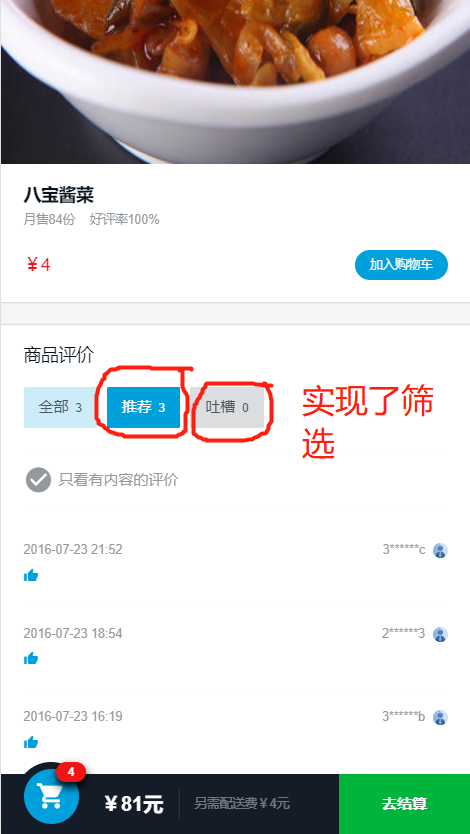 八宝酱菜
月售84份 好评率100%
￥4
加入购物车
商品评价
全部 3
推荐 3
吐槽 0
实现了筛
选
只看有内容的评价
2016-07-23 21:52
3******c
2016-07-23 18:54
2******3
2016-07-23 16:19
3******b
4
￥81元
另需配送费￥4元
去结算